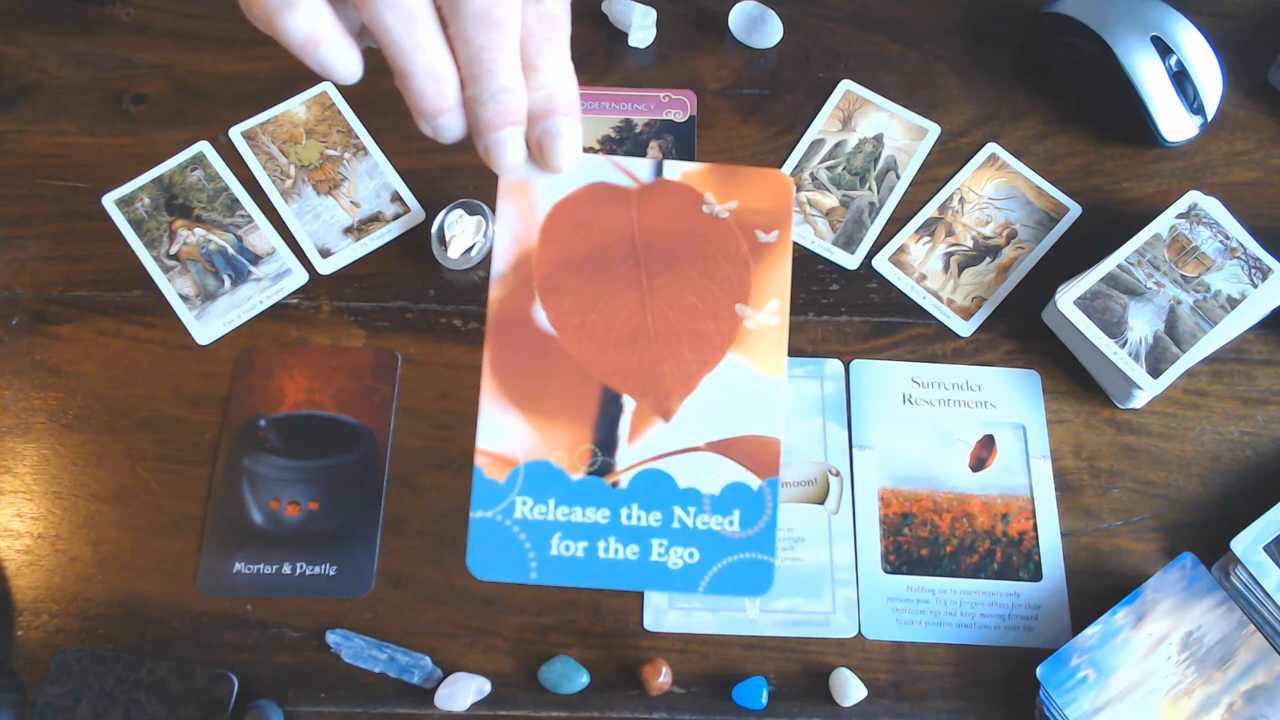 ODEPENDENCY
Release the Need
for the Ego
moon!
Surrender
Resentments
Holding on to resentments only
poisons you. Try to forgive others for their
shortcomings and keep moving forward
toward positive situations in your life
Mortar & Pestle